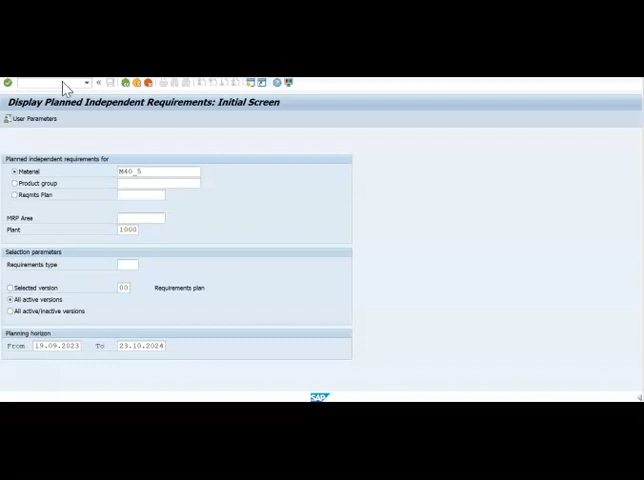 Display Planned Independent Requirements: Initial Screen
User Parameters
Planned independent requirements for
Material M40_5
Product group
Reqmts Plan
MRP Area
Plant 1000
Selection parameters
Requirements type
Selected version 00 Requirements plan
All active versions
All active/inactive versions
Planning horizon
From 19.09.2023 To 23.10.2024
SAP